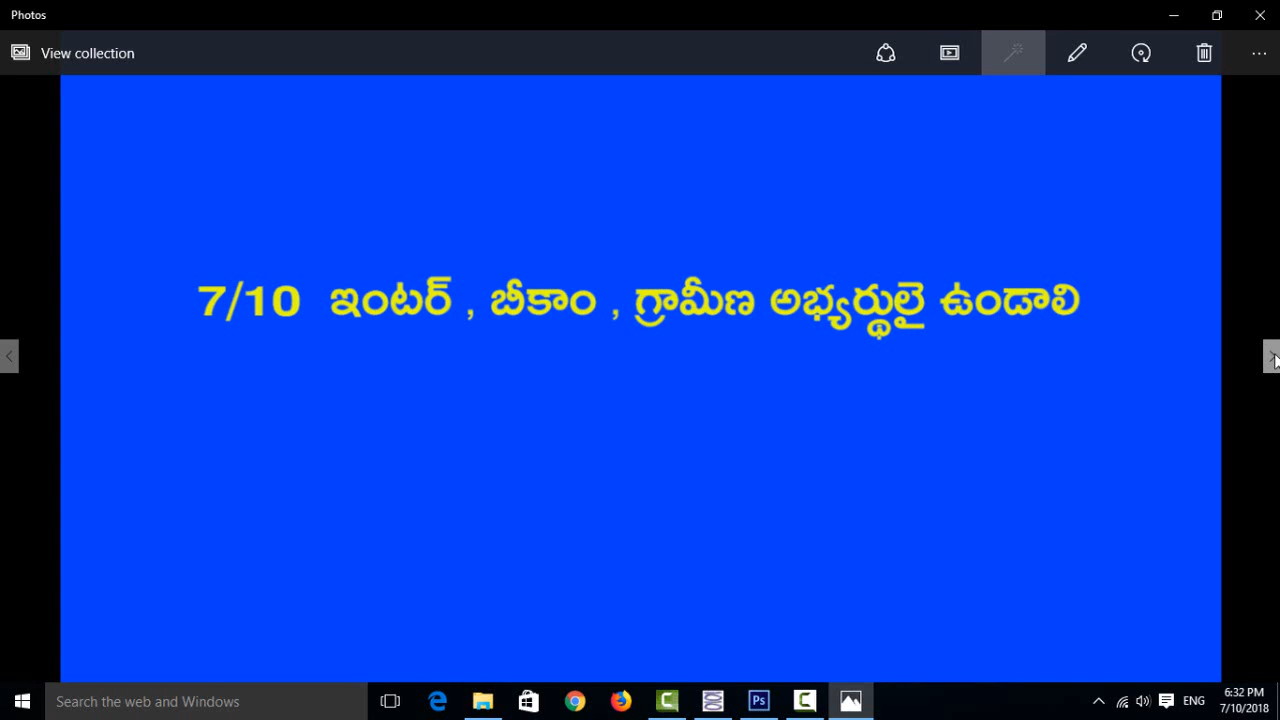 Photos
View collection
7/10 ఇంటర్ , బీకాం , గ్రామీణ అభ్యర్థులై ఉండాలి
Search the web and Windows
ENG
6:32 PM
7/10/2018